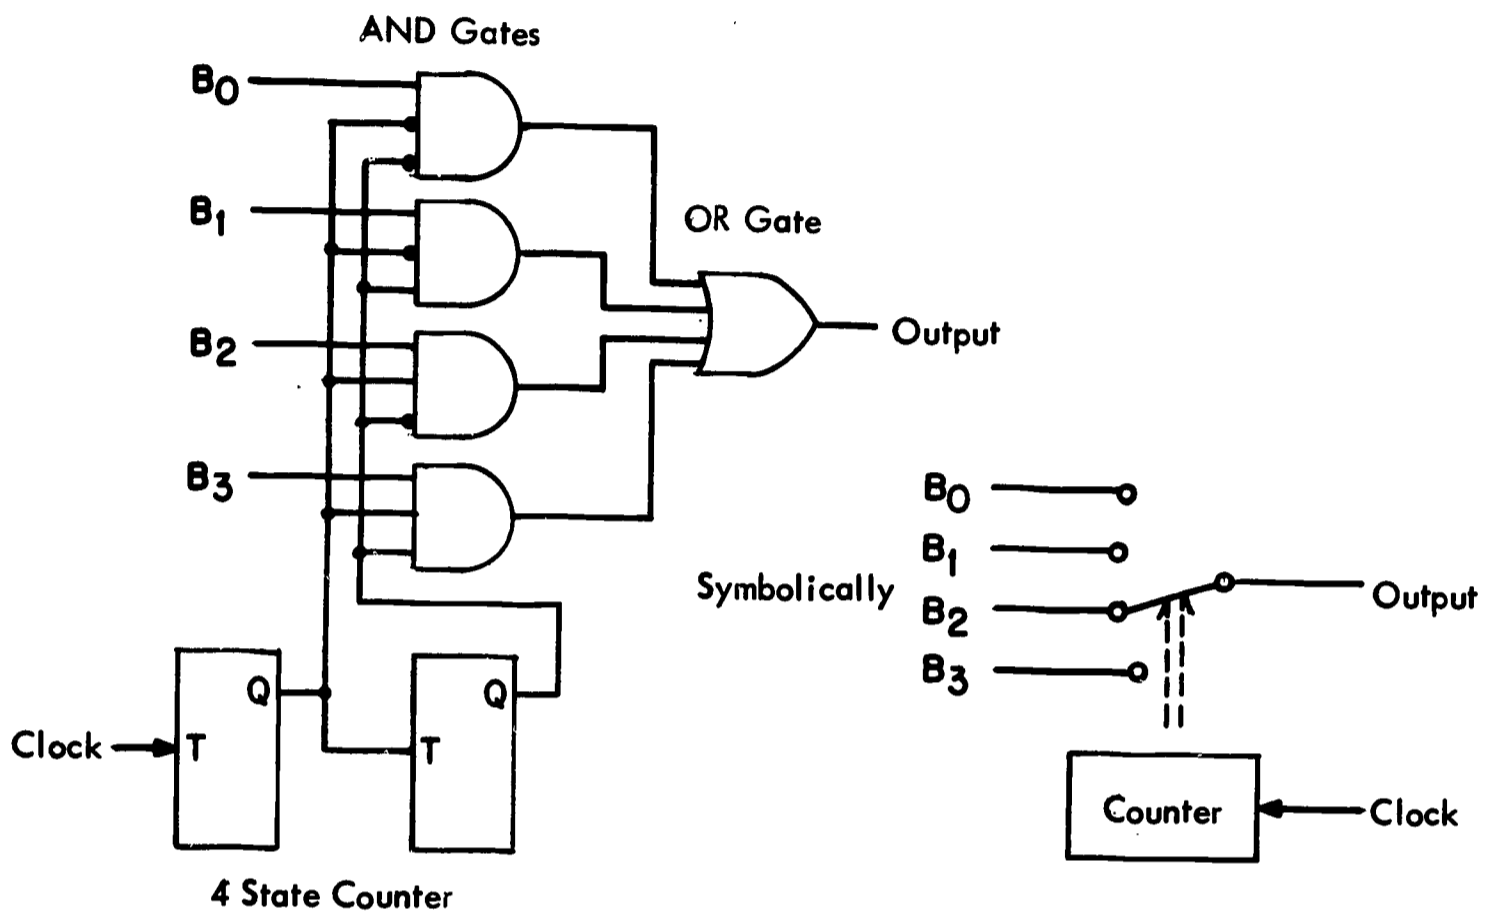 AND Gates
B0
B1
OR Gate
B2
Output
B3
B0
B1
Symbolically
B2
Output
B3
Q
Q
Clock
T
T
Counter
Clock
4 State Counter